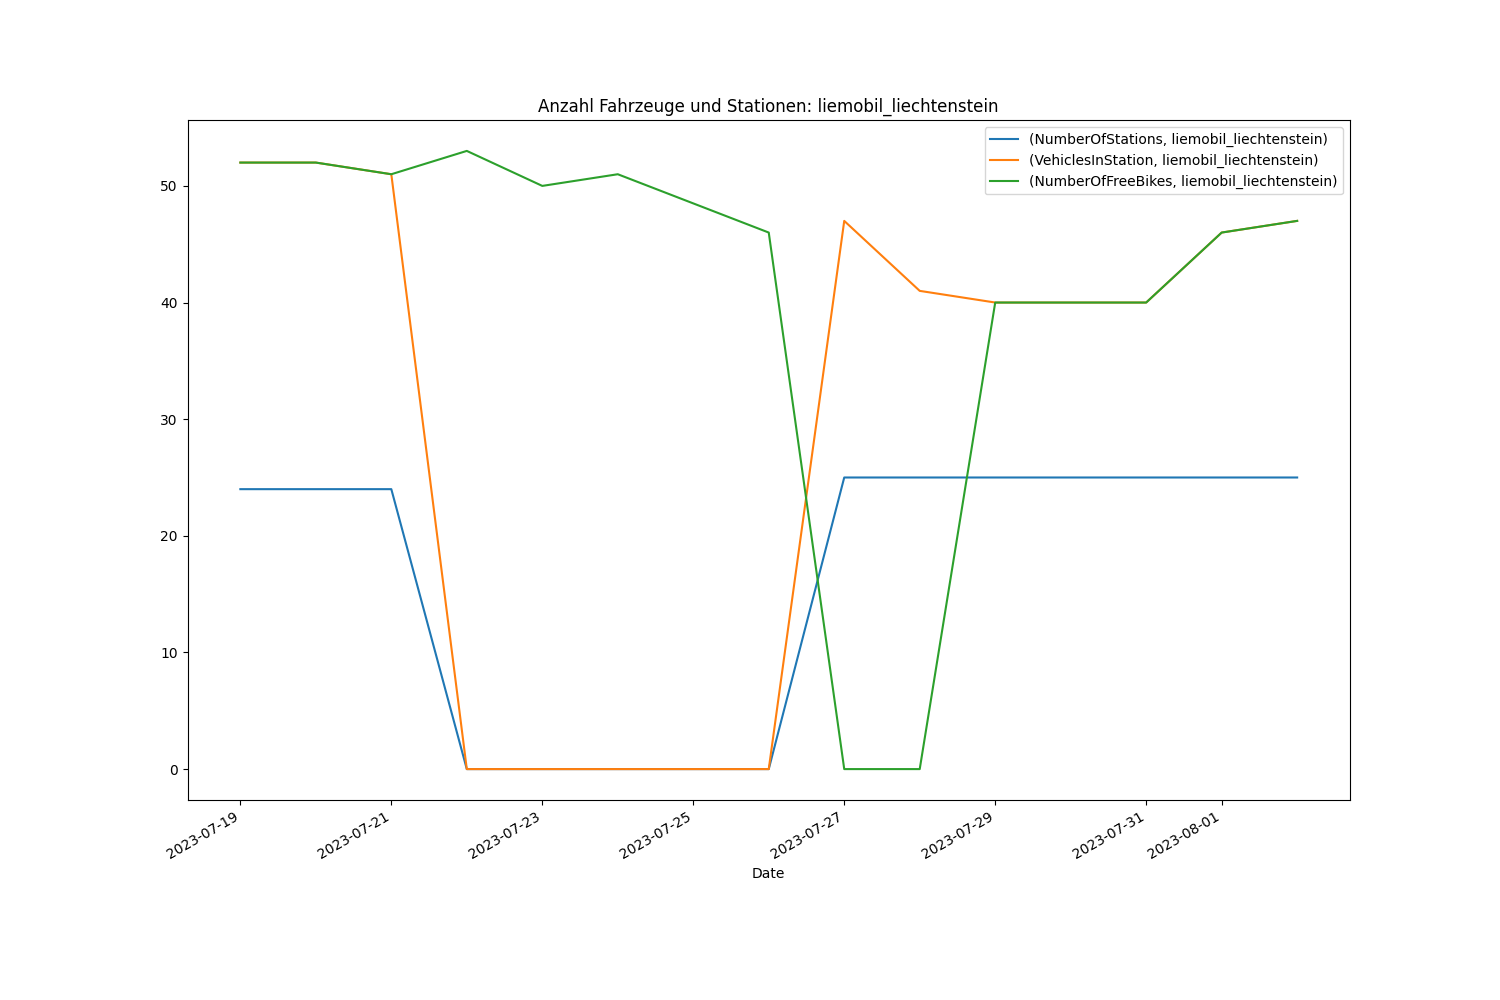 Anzahl Fahrzeuge und Stationen: liemobil_liechtenstein
(NumberOfStations, liemobil_liechtenstein)
(VehiclesInStation, liemobil_liechtenstein)
(NumberOfFreeBikes, liemobil_liechtenstein)
50
40
30
20
10
0
2023-07-19
2023-07-21
2023-07-23
2023-07-25
2023-07-27
2023-07-29
2023-07-31
2023-08-01
Date